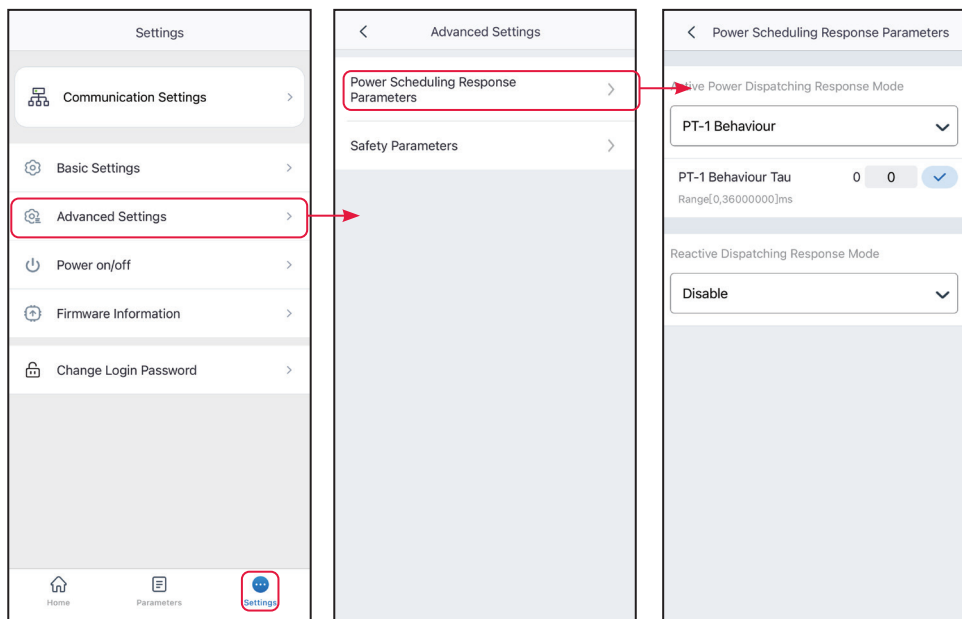 Settings
Communication Settings
Basic Settings
Advanced Settings
Power on/off
Firmware Information
Change Login Password
Home
Parameters
Settings
Advanced Settings
Power Scheduling Response
Parameters
Safety Parameters
Power Scheduling Response Parameters
Active Power Dispatching Response Mode
PT-1 Behaviour
PT-1 Behaviour Tau 0 0
Range[0,36000000]ms
Reactive Dispatching Response Mode
Disable